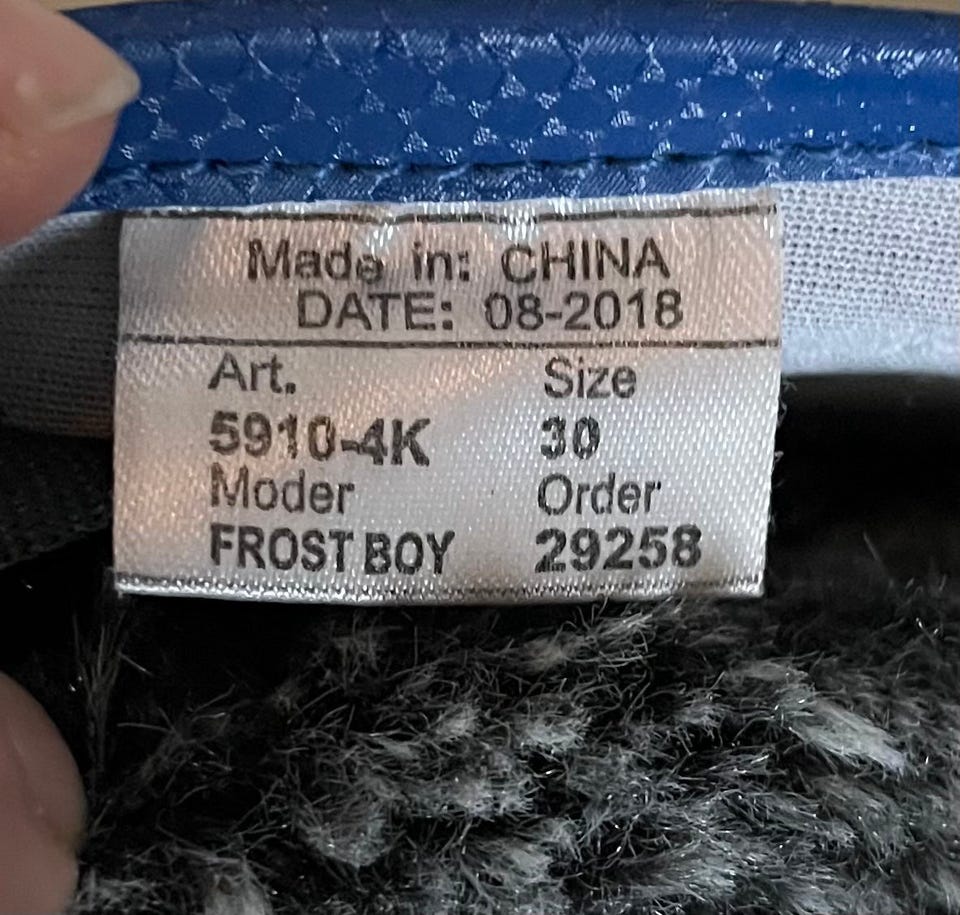 Made in: CHINA
DATE: 08-2018
Art. Size
5910-4K 30
Moder Order
FROST BOY 29258